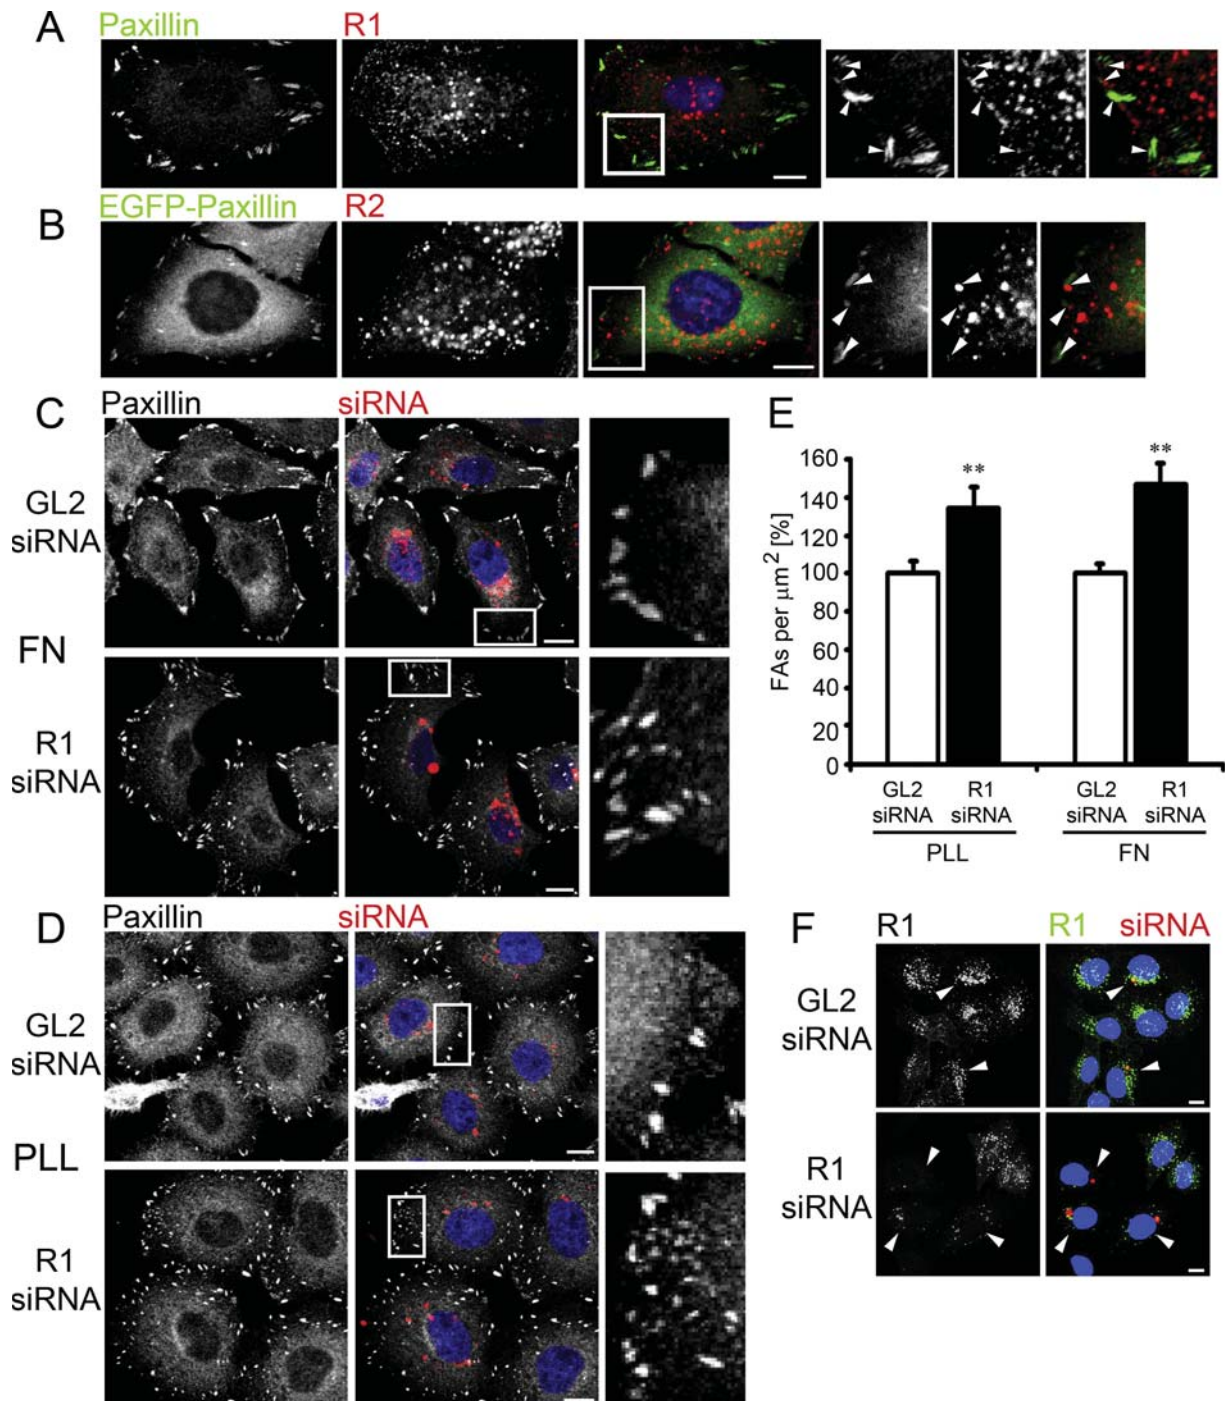 A
Paxillin
R1
B
EGFP-Paxillin
R2
C
Paxillin
siRNA
GL2
siRNA
FN
R1
siRNA
D
Paxillin
siRNA
GL2
siRNA
PLL
R1
siRNA
E
FAs per μm² [%]
160
140
120
100
80
60
40
20
0
**
**
GL2 R1 GL2 R1
siRNA siRNA siRNA siRNA
PLL FN
F
R1
R1 siRNA
GL2
siRNA
R1
siRNA